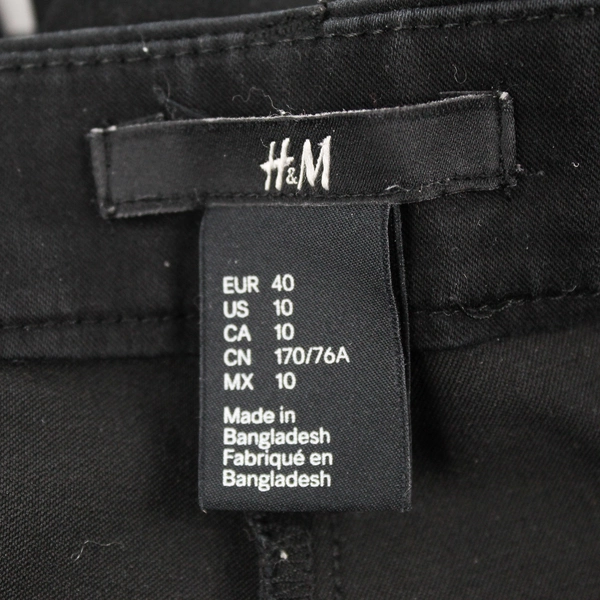 H&M
EUR 40
US 10
CA 10
CN 170/76A
MX 10
Made in
Bangladesh
Fabriqué en
Bangladesh